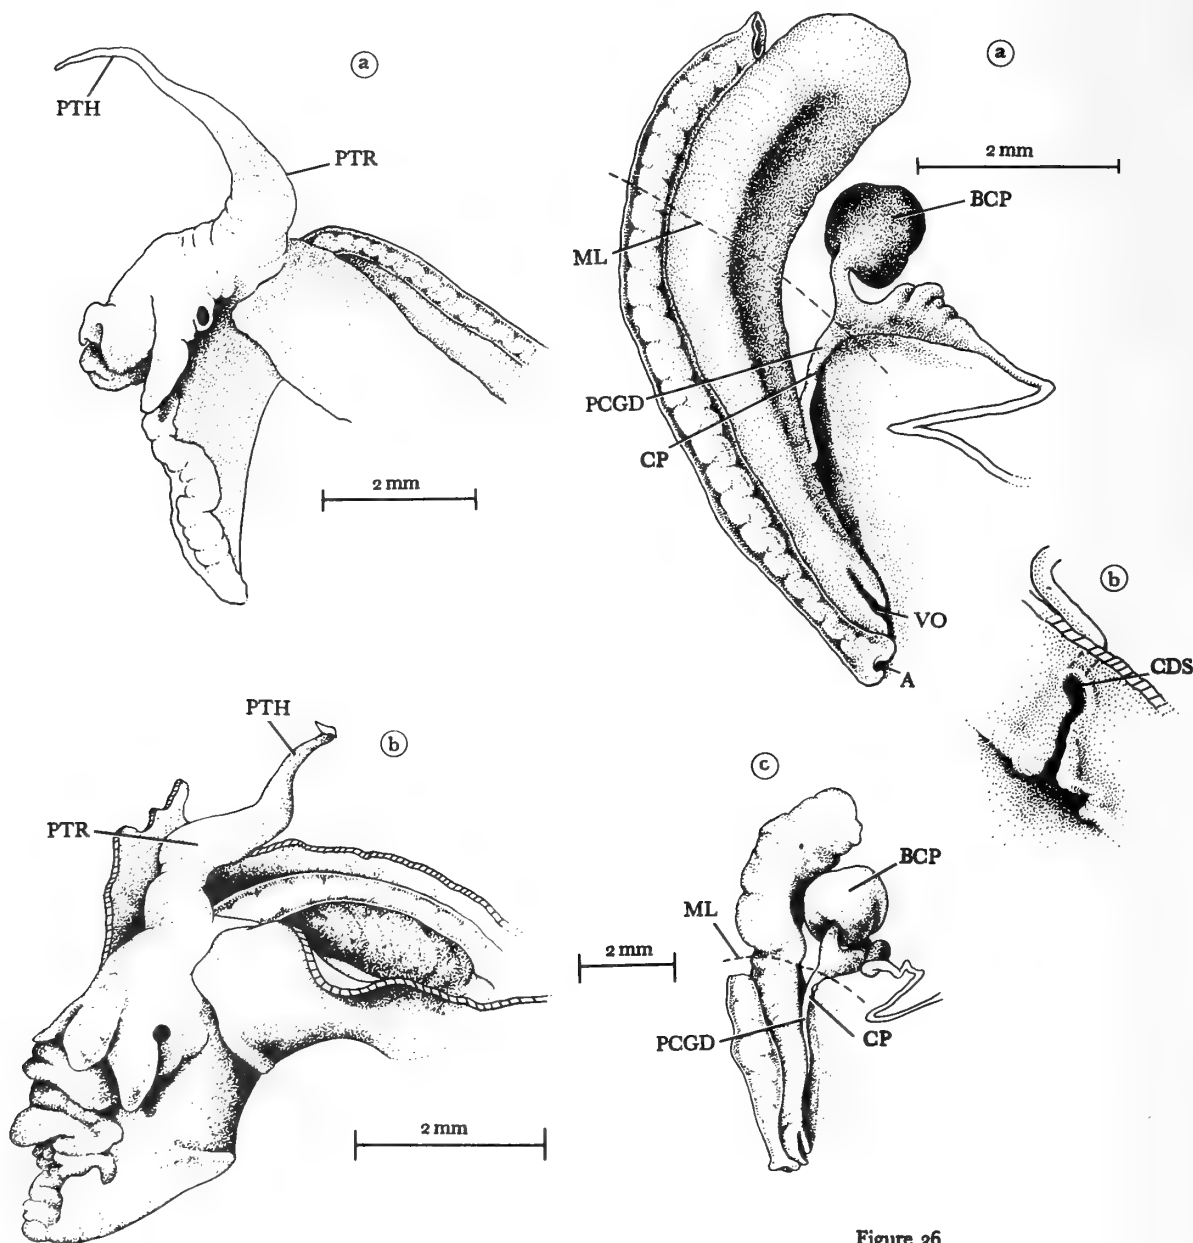 a
PTH
PTR
2 mm
a
2 mm
BCP
ML
PCGD
CP
VO
A
b
CDS
PTH
b
PTR
2 mm
c
BCP
ML
2 mm
PCGD
CP
Figure 26